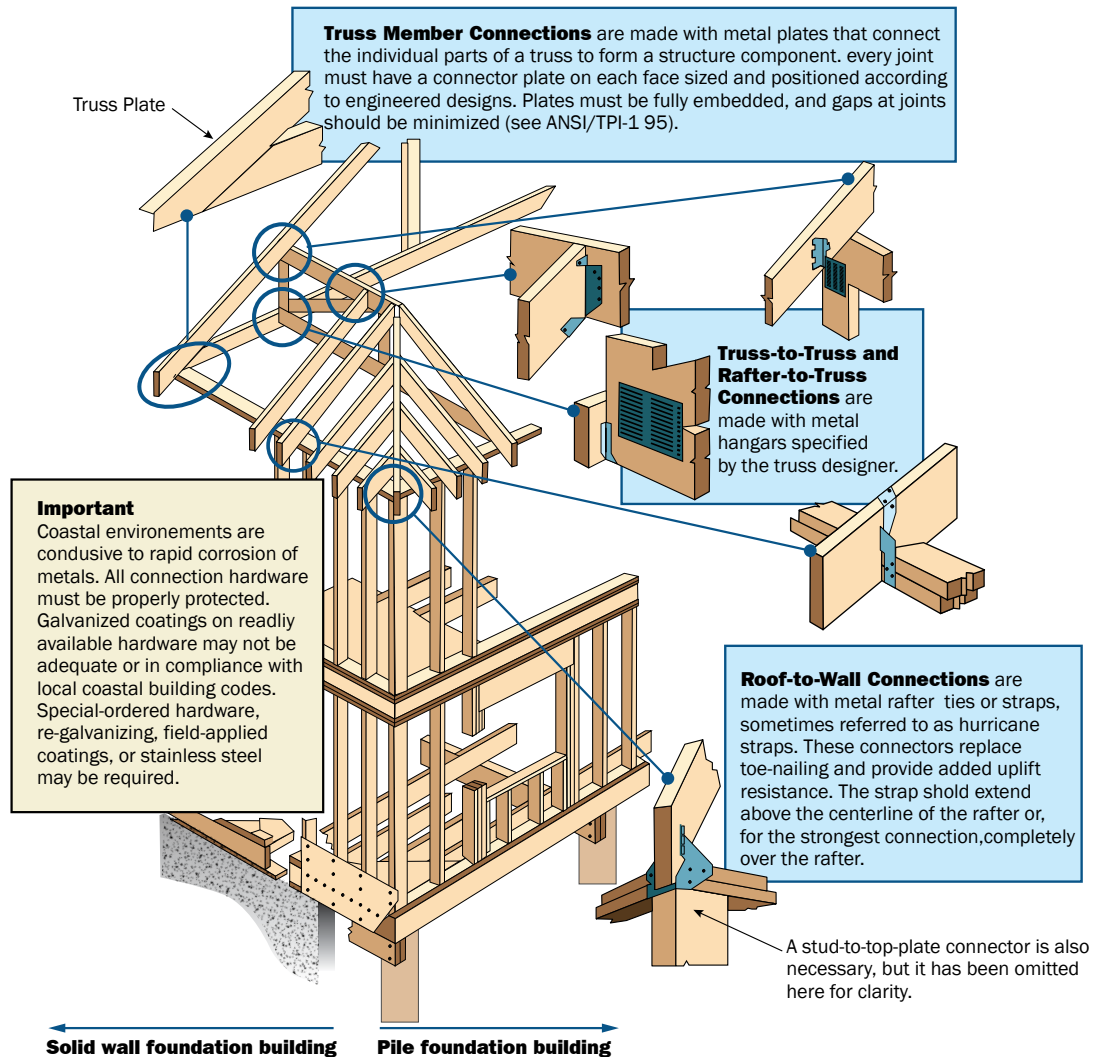 Truss Member Connections are made with metal plates that connect
the individual parts of a truss to form a structure component. every joint
must have a connector plate on each face sized and positioned according
to engineered designs. Plates must be fully embedded, and gaps at joints
should be minimized (see ANSI/TPI-1 95).
Truss Plate
Truss-to-Truss and
Rafter-to-Truss
Connections are
made with metal
hangars specified
by the truss designer.
Important
Coastal environements are
condusive to rapid corrosion of
metals. All connection hardware
must be properly protected.
Galvanized coatings on readliy
available hardware may not be
adequate or in compliance with
local coastal building codes.
Special-ordered hardware,
re-galvanizing, field-applied
coatings, or stainless steel
may be required.
Roof-to-Wall Connections are
made with metal rafter ties or straps,
sometimes referred to as hurricane
straps. These connectors replace
toe-nailing and provide added uplift
resistance. The strap shold extend
above the centerline of the rafter or,
for the strongest connection,completely
over the rafter.
A stud-to-top-plate connector is also
necessary, but it has been omitted
here for clarity.
Solid wall foundation building
Pile foundation building